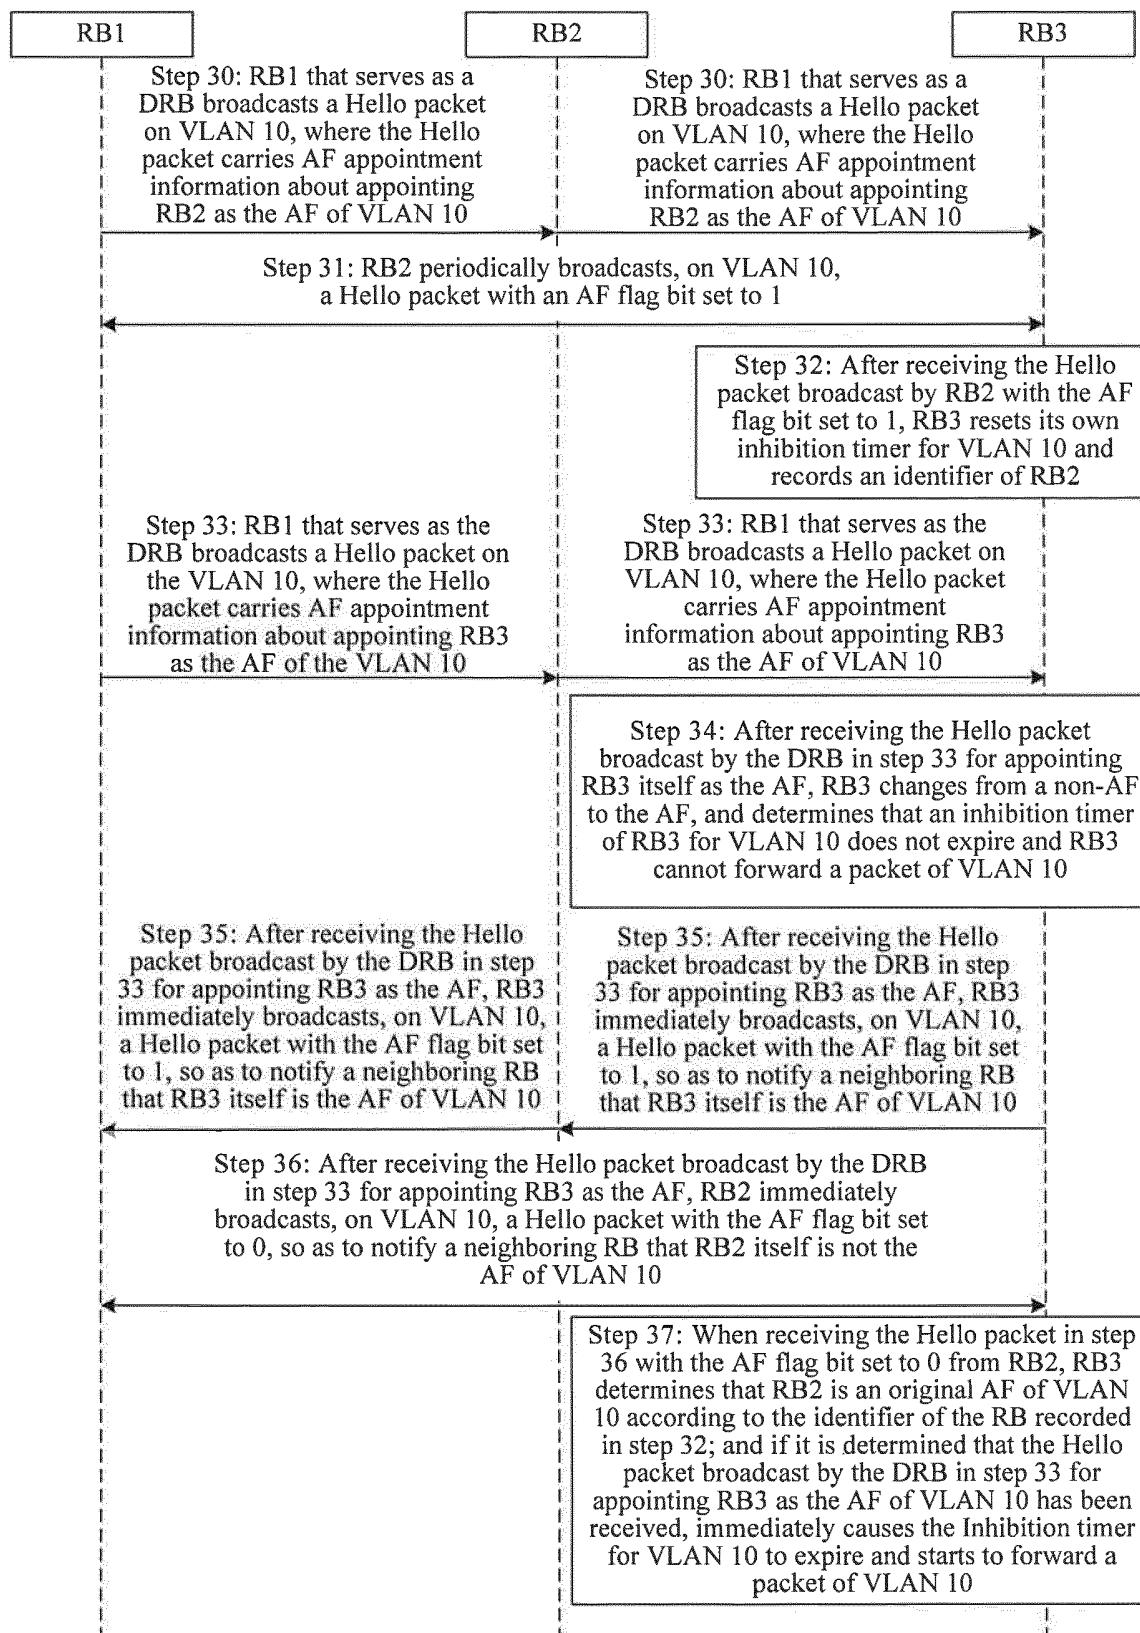 RB1
RB2
RB3
Step 30: RB1 that serves as a
DRB broadcasts a Hello packet
on VLAN 10, where the Hello
packet carries AF appointment
information about appointing
RB2 as the AF of VLAN 10
Step 30: RB1 that serves as a
DRB broadcasts a Hello packet
on VLAN 10, where the Hello
packet carries AF appointment
information about appointing
RB2 as the AF of VLAN 10
Step 31: RB2 periodically broadcasts, on VLAN 10,
a Hello packet with an AF flag bit set to 1
Step 32: After receiving the Hello
packet broadcast by RB2 with the AF
flag bit set to 1, RB3 resets its own
inhibition timer for VLAN 10 and
records an identifier of RB2
Step 33: RB1 that serves as the
DRB broadcasts a Hello packet on
the VLAN 10, where the Hello
packet carries AF appointment
information about appointing RB3
as the AF of the VLAN 10
Step 33: RB1 that serves as the
DRB broadcasts a Hello packet on
VLAN 10, where the Hello packet
carries AF appointment
information about appointing RB3
as the AF of VLAN 10
Step 34: After receiving the Hello packet
broadcast by the DRB in step 33 for appointing
RB3 itself as the AF, RB3 changes from a non-AF
to the AF, and determines that an inhibition timer
of RB3 for VLAN 10 does not expire and RB3
cannot forward a packet of VLAN 10
Step 35: After receiving the Hello
packet broadcast by the DRB in step
33 for appointing RB3 as the AF, RB3
immediately broadcasts, on VLAN 10,
a Hello packet with the AF flag bit set
to 1, so as to notify a neighboring RB
that RB3 itself is the AF of VLAN 10
Step 35: After receiving the Hello
packet broadcast by the DRB in step
33 for appointing RB3 as the AF, RB3
immediately broadcasts, on VLAN 10,
a Hello packet with the AF flag bit set
to 1, so as to notify a neighboring RB
that RB3 itself is the AF of VLAN 10
Step 36: After receiving the Hello packet broadcast by the DRB
in step 33 for appointing RB3 as the AF, RB2 immediately
broadcasts, on VLAN 10, a Hello packet with the AF flag bit set
to 0, so as to notify a neighboring RB that RB2 itself is not the
AF of VLAN 10
Step 37: When receiving the Hello packet in step
36 with the AF flag bit set to 0 from RB2, RB3
determines that RB2 is an original AF of VLAN
10 according to the identifier of the RB recorded
in step 32; and if it is determined that the Hello
packet broadcast by the DRB in step 33 for
appointing RB3 as the AF of VLAN 10 has been
received, immediately causes the Inhibition timer
for VLAN 10 to expire and starts to forward a
packet of VLAN 10